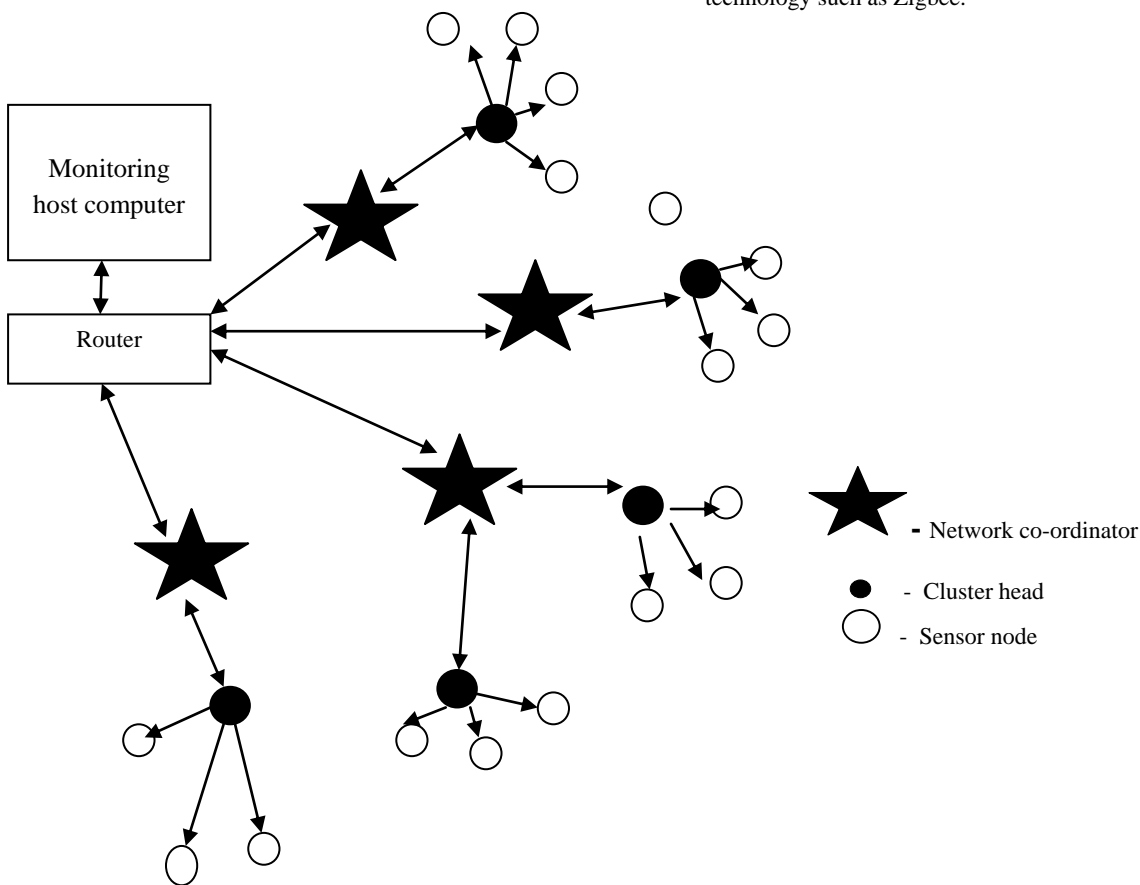 technology such as Zigbee.
Monitoring
host computer
Router
- Network co-ordinator
- Cluster head
- Sensor node